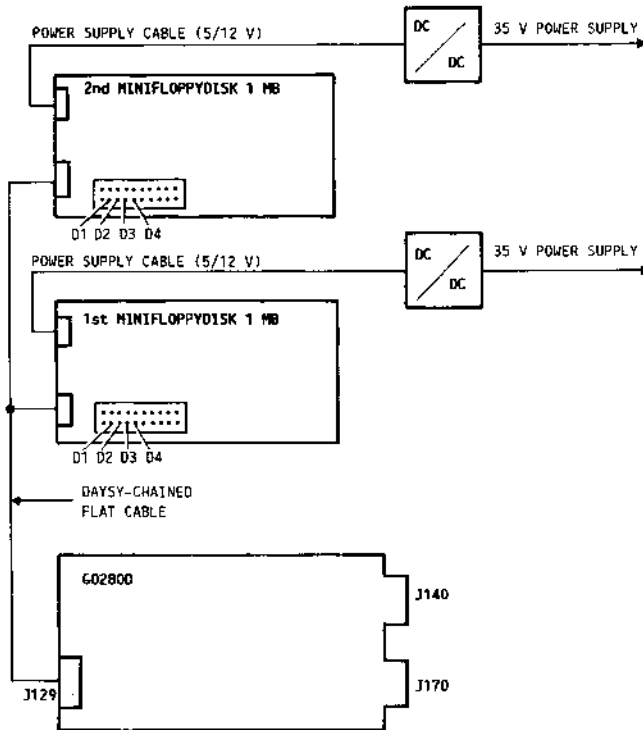 POWER SUPPLY CABLE (5/12 V)
DC
DC
35 V POWER SUPPLY
2nd MINIFLOPPYDISK 1 MB
D1 D2 D3 D4
POWER SUPPLY CABLE (5/12 V)
DC
DC
35 V POWER SUPPLY
1st MINIFLOPPYDISK 1 MB
D1 D2 D3 D4
DAYSY-CHAINED
FLAT CABLE
GO280D
J140
J129
J170